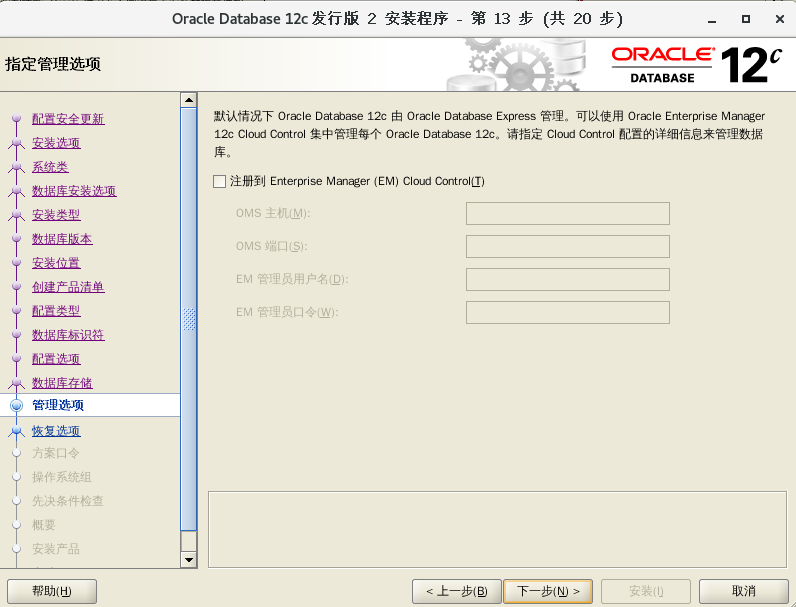 Oracle Database 12c 发行版 2 安装程序 - 第 13 步 (共 20 步)
指定管理选项
ORACLE
DATABASE
12c
配置安全更新
安装选项
系统类
数据库安装选项
安装类型
数据库版本
安装位置
创建产品清单
配置类型
数据库标识符
配置选项
数据库存储
管理选项
恢复选项
方案口令
操作系统组
先决条件检查
概要
安装产品
默认情况下 Oracle Database 12c 由 Oracle Database Express 管理。可以使用 Oracle Enterprise Manager
12c Cloud Control 集中管理每个 Oracle Database 12c。请指定 Cloud Control 配置的详细信息来管理数据
库。
注册到 Enterprise Manager (EM) Cloud Control(T)
OMS 主机(M):
OMS 端口(S):
EM 管理员用户名(D):
EM 管理员口令(W):
帮助(H)
< 上一步(B)
下一步(N) >
安装(I)
取消